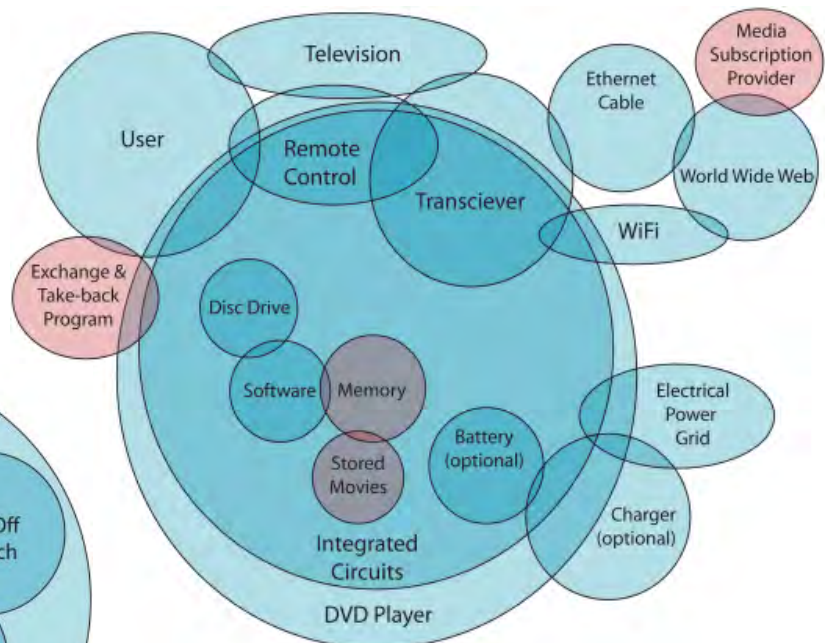 Television
Media
Subscription
Provider
Ethernet
Cable
User
Remote
Control
World Wide Web
Transciever
WiFi
Exchange &
Take-back
Program
Disc Drive
Software
Memory
Electrical
Power
Grid
Battery
(optional)
Stored
Movies
Charger
(optional)
Integrated
Circuits
DVD Player